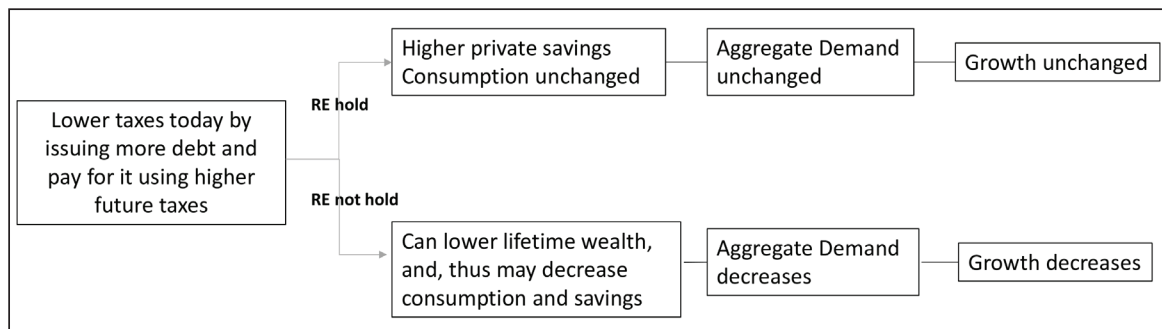 Lower taxes today by
issuing more debt and
pay for it using higher
future taxes
RE hold
Higher private savings
Consumption unchanged
Aggregate Demand
unchanged
Growth unchanged
RE not hold
Can lower lifetime wealth,
and, thus may decrease
consumption and savings
Aggregate Demand
decreases
Growth decreases